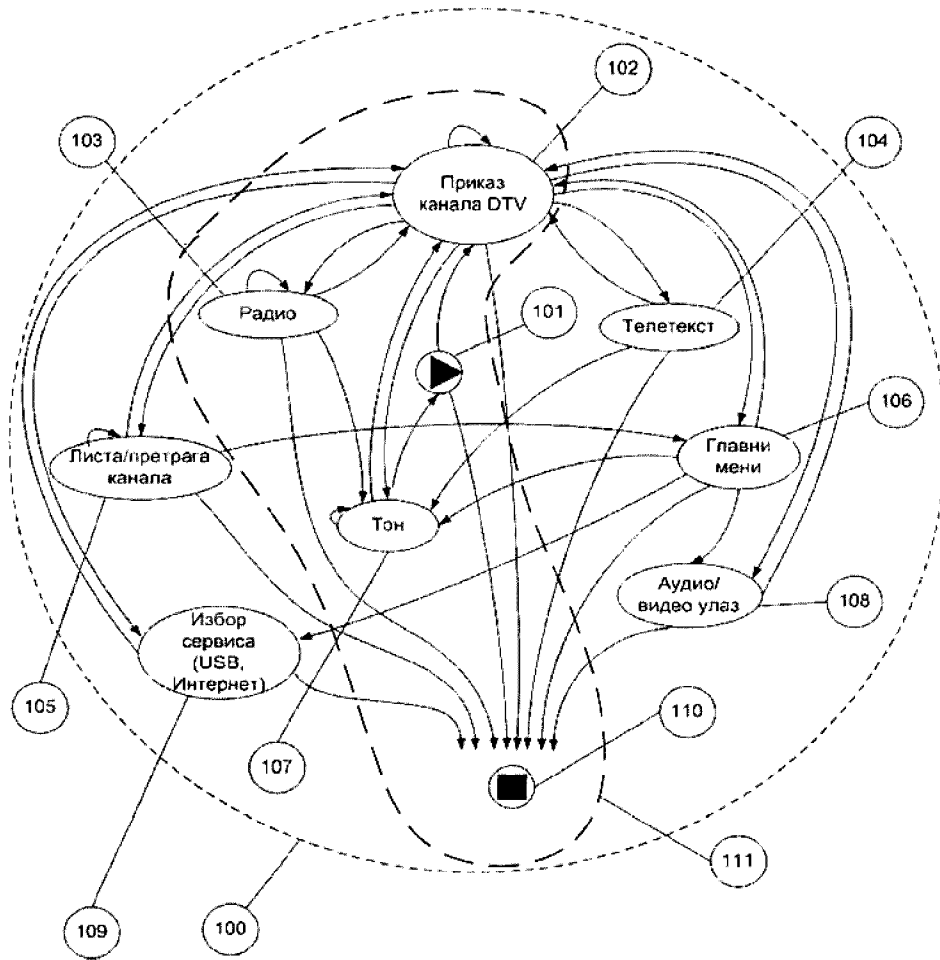 102
103
104
Приказ
канала DTV
Радио
101
Телетекст
106
Листа/претрага
канала
Главни
мени
Тон
Аудио/
видео улаз
108
Избор
сервиса
(USB,
Интернет)
105
110
107
111
109
100